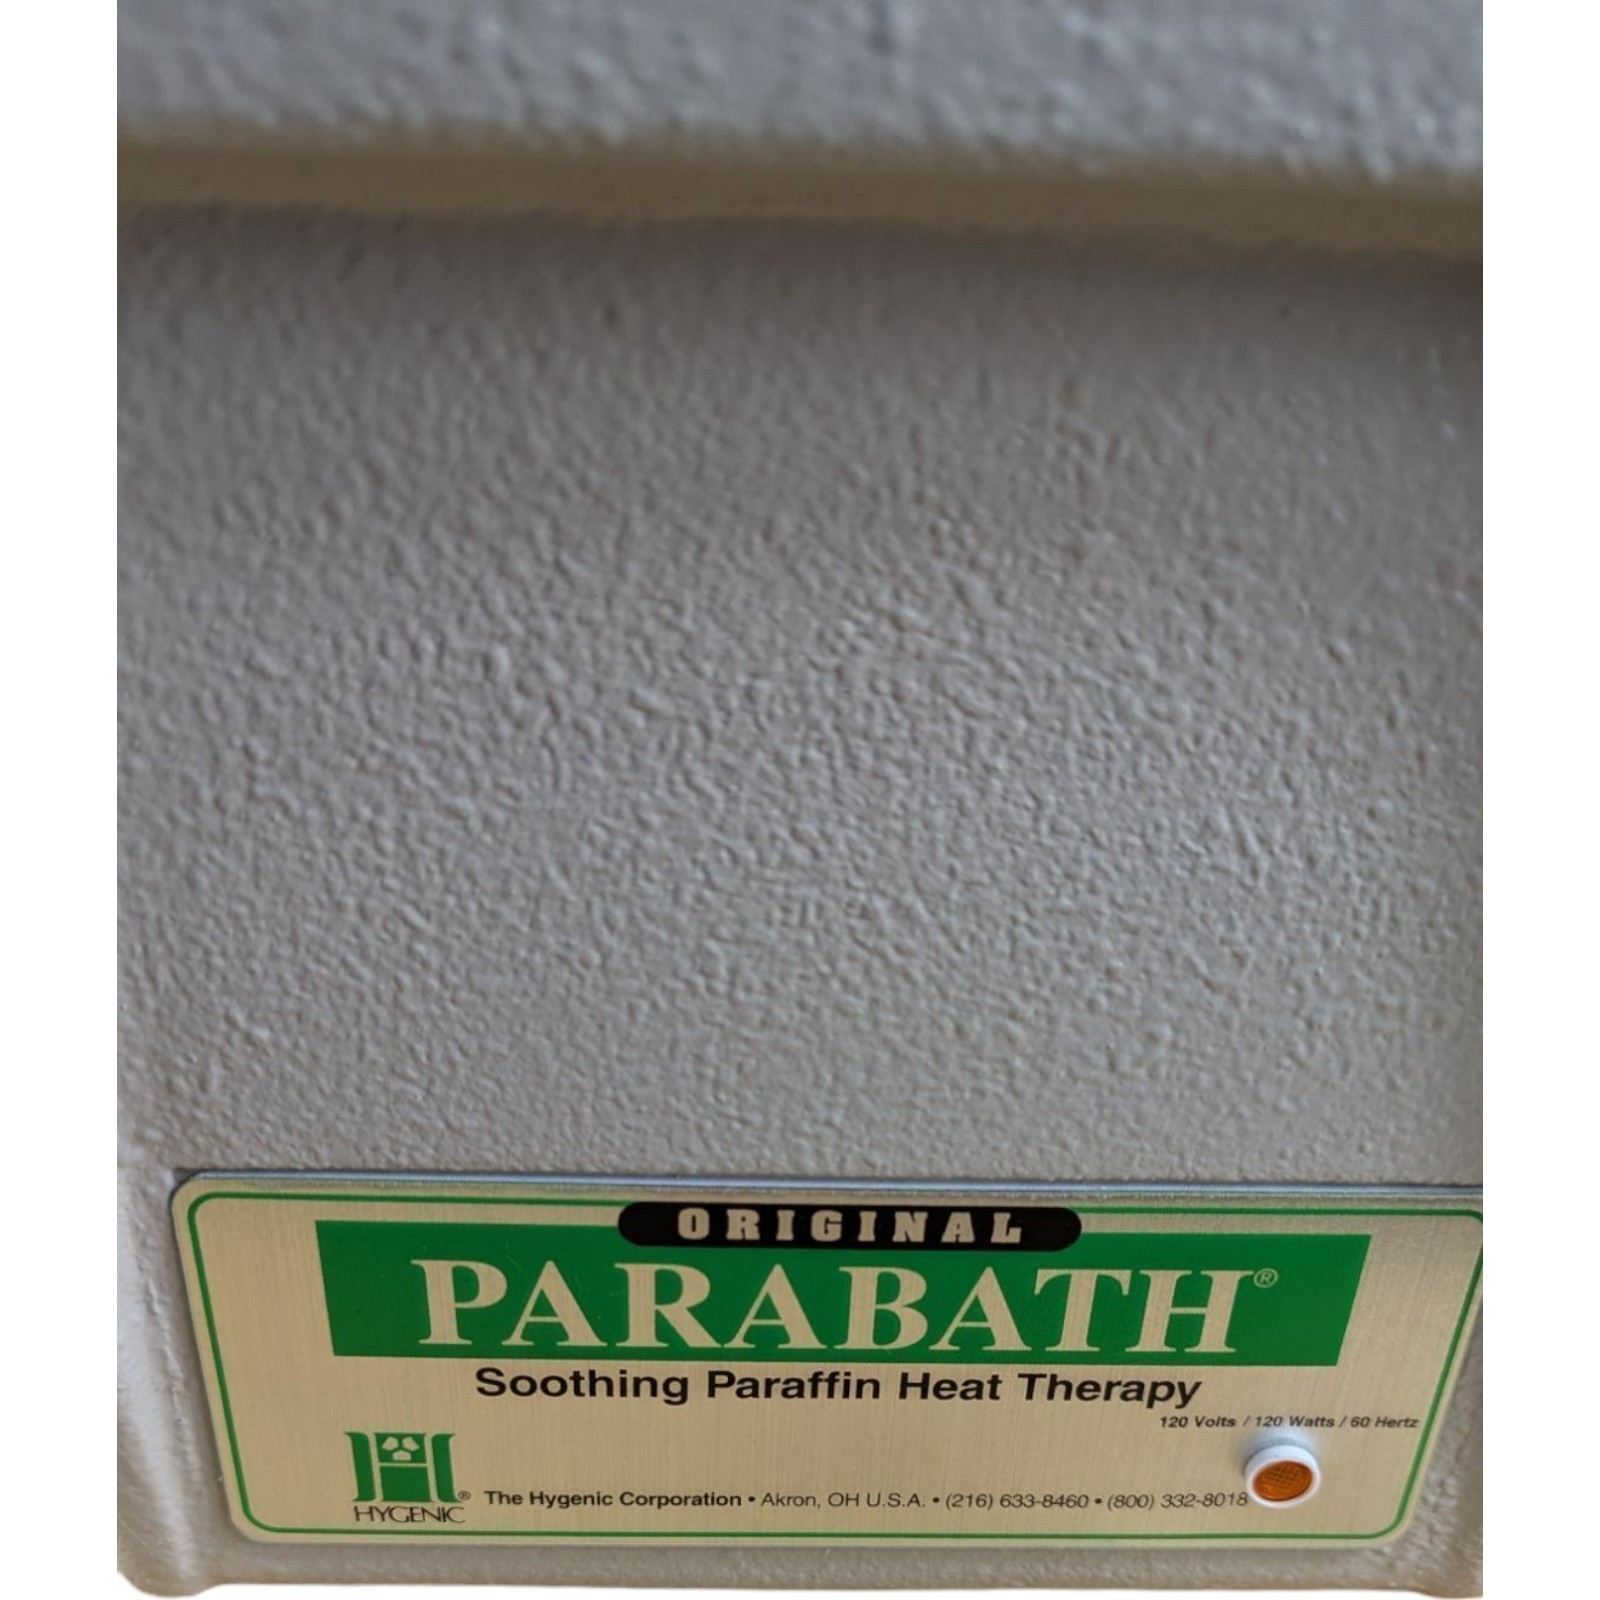 ORIGINAL
PARABATH®
Soothing Paraffin Heat Therapy
120 Volts / 120 Watts / 60 Hertz
H®
HYGENIC
The Hygenic Corporation • Akron, OH U.S.A. • (216) 633-8460 • (800) 332-8018